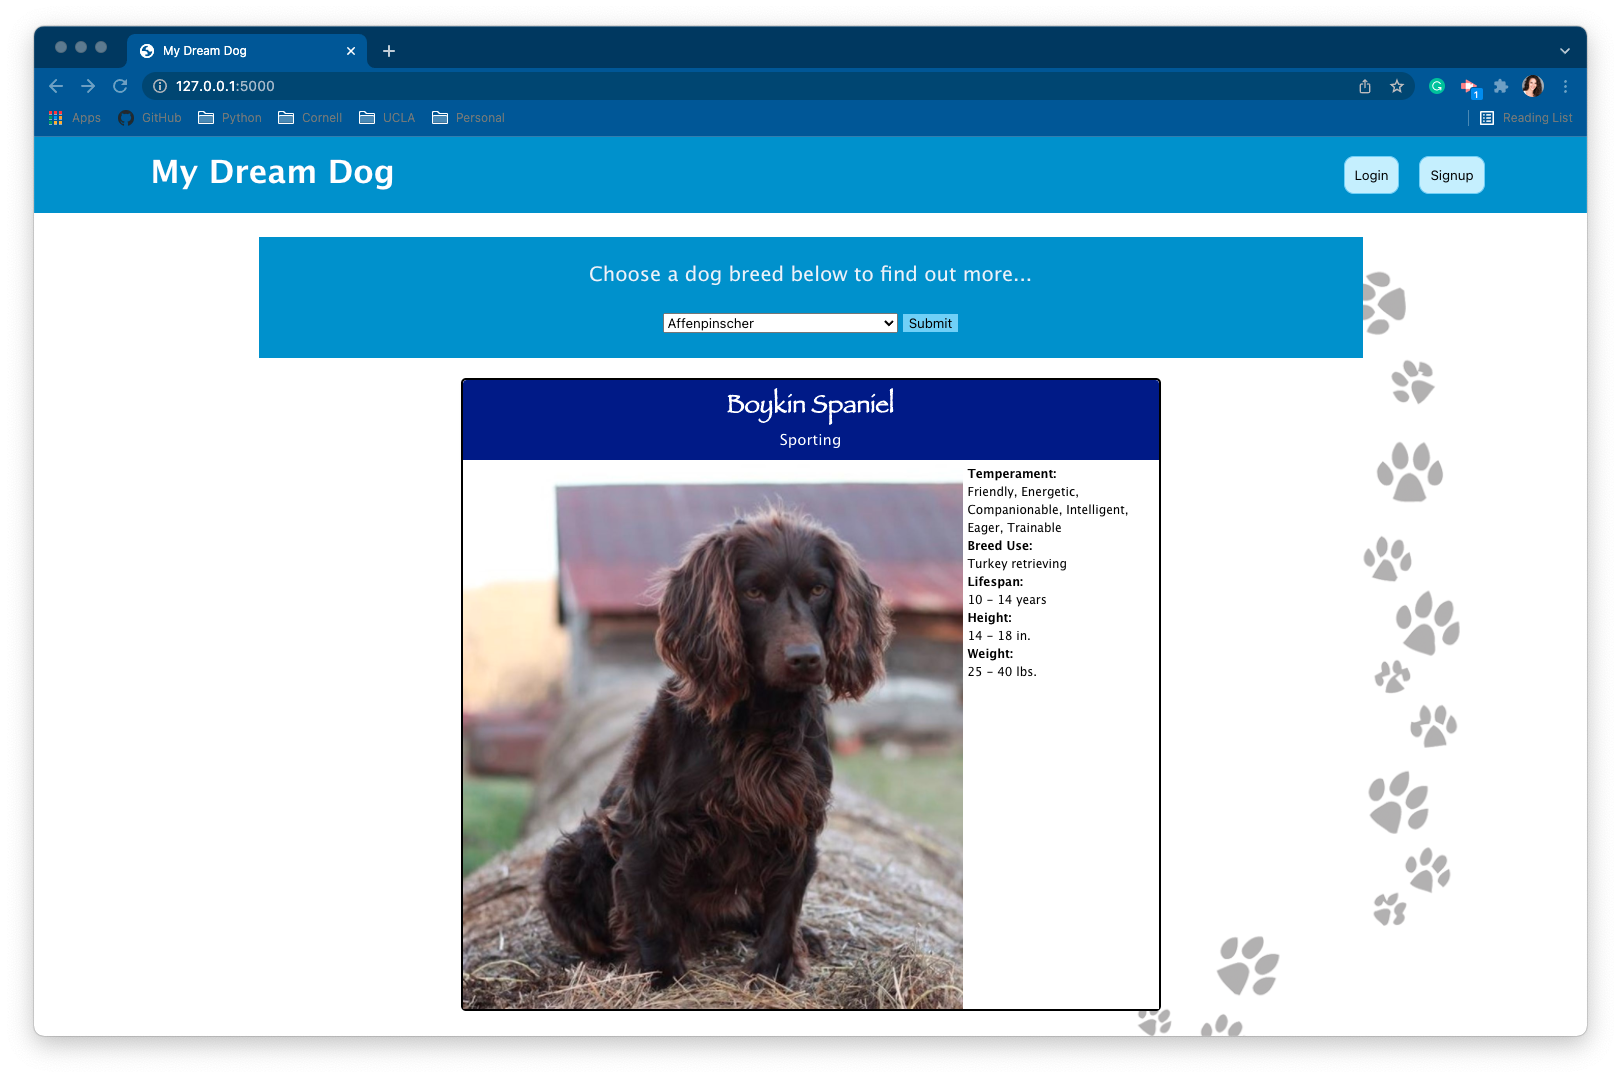 My Dream Dog
127.0.0.1:5000
1
Apps GitHub Python Cornell UCLA Personal Reading List
My Dream Dog
Login Signup
Choose a dog breed below to find out more...
Affenpinscher Submit
Boykin Spaniel
Sporting
Temperament:
Friendly, Energetic,
Companionable, Intelligent,
Eager, Trainable
Breed Use:
Turkey retrieving
Lifespan:
10 - 14 years
Height:
14 - 18 in.
Weight:
25 - 40 lbs.